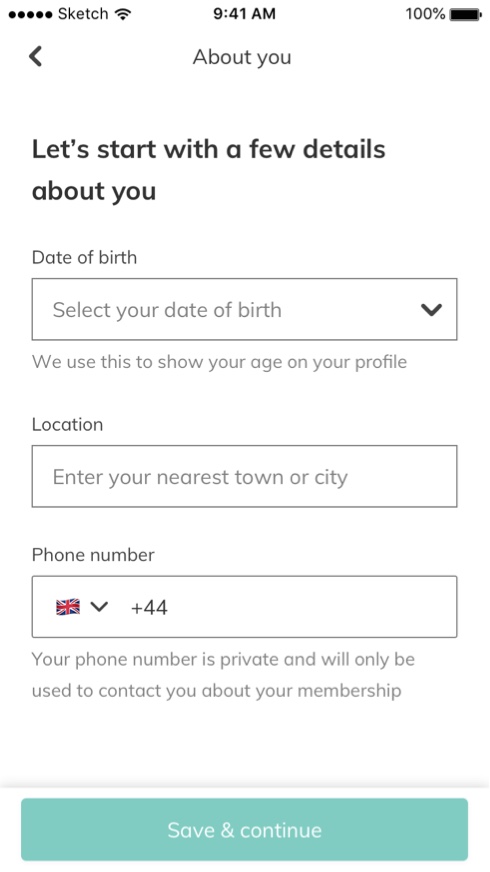 Sketch 9:41 AM 100%
About you
Let’s start with a few details
about you
Date of birth
Select your date of birth
We use this to show your age on your profile
Location
Enter your nearest town or city
Phone number
+44
Your phone number is private and will only be
used to contact you about your membership
Save & continue